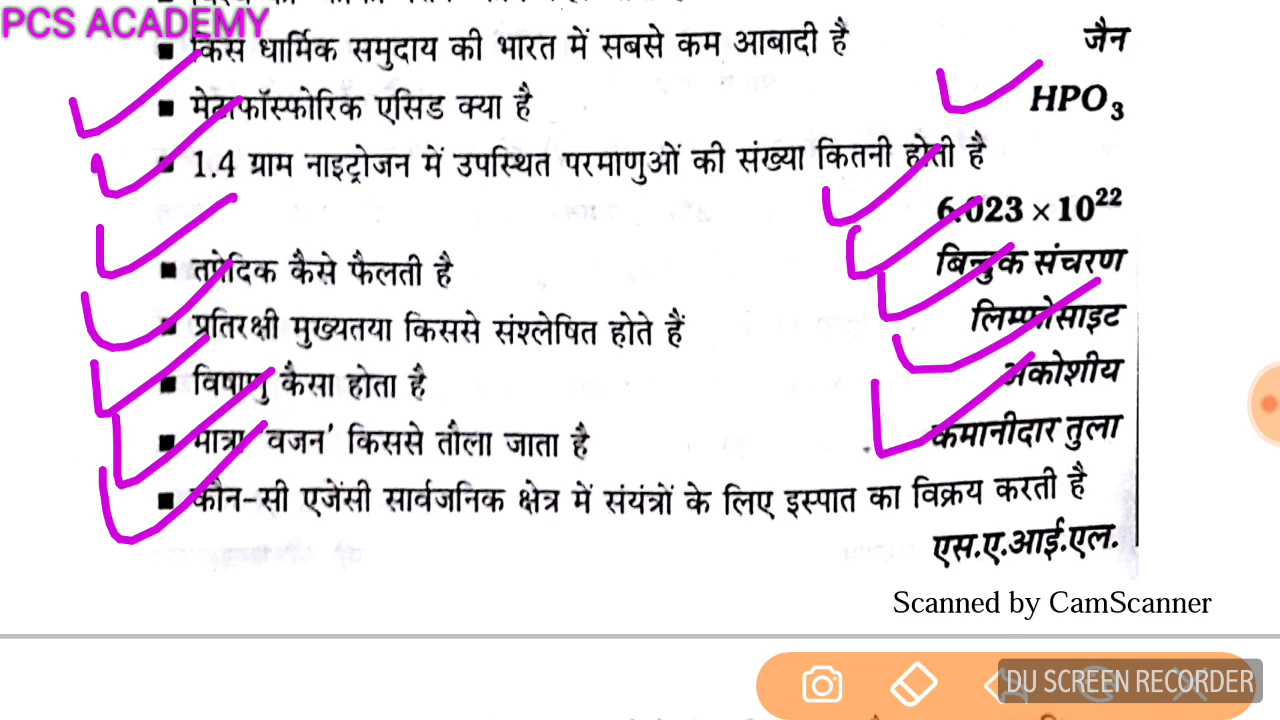 PCS ACADEMY
■ किस धार्मिक समुदाय की भारत में सबसे कम आबादी है जैन
■ मेटाफॉस्फोरिक एसिड क्या है HPO₃
■ 1.4 ग्राम नाइट्रोजन में उपस्थित परमाणुओं की संख्या कितनी होती है
6.023 × 10²²
■ तपेदिक कैसे फैलती है बिन्दुक संचरण
■ प्रतिरक्षी मुख्यतया किससे संश्लेषित होते हैं लिम्फोसाइट
■ विषाणु कैसा होता है अकोशीय
■ मात्रा 'वजन' किससे तौला जाता है कमानीदार तुला
■ कौन-सी एजेंसी सार्वजनिक क्षेत्र में संयंत्रों के लिए इस्पात का विक्रय करती है
एस.ए.आई.एल.
Scanned by CamScanner
DU SCREEN RECORDER